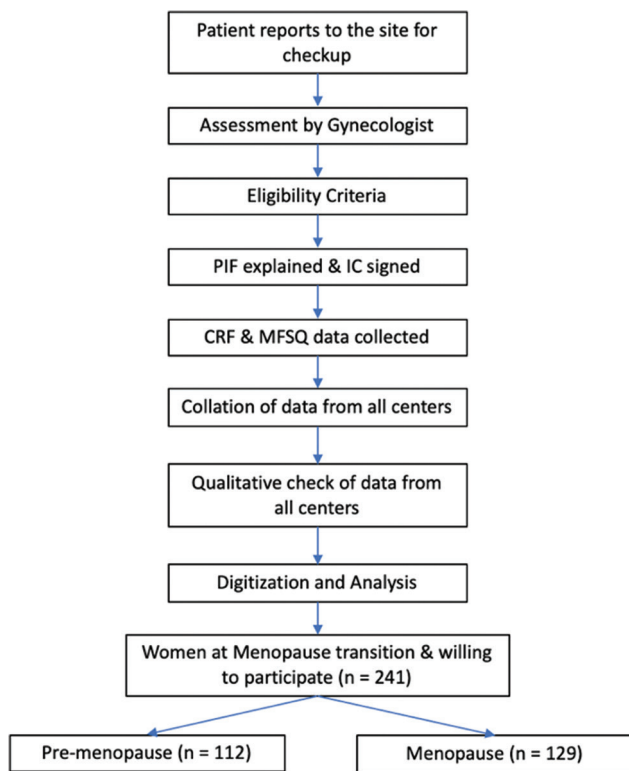 Patient reports to the site for
checkup
Assessment by Gynecologist
Eligibility Criteria
PIF explained & IC signed
CRF & MFSQ data collected
Collation of data from all centers
Qualitative check of data from
all centers
Digitization and Analysis
Women at Menopause transition & willing
to participate (n = 241)
Pre-menopause (n = 112)
Menopause (n = 129)